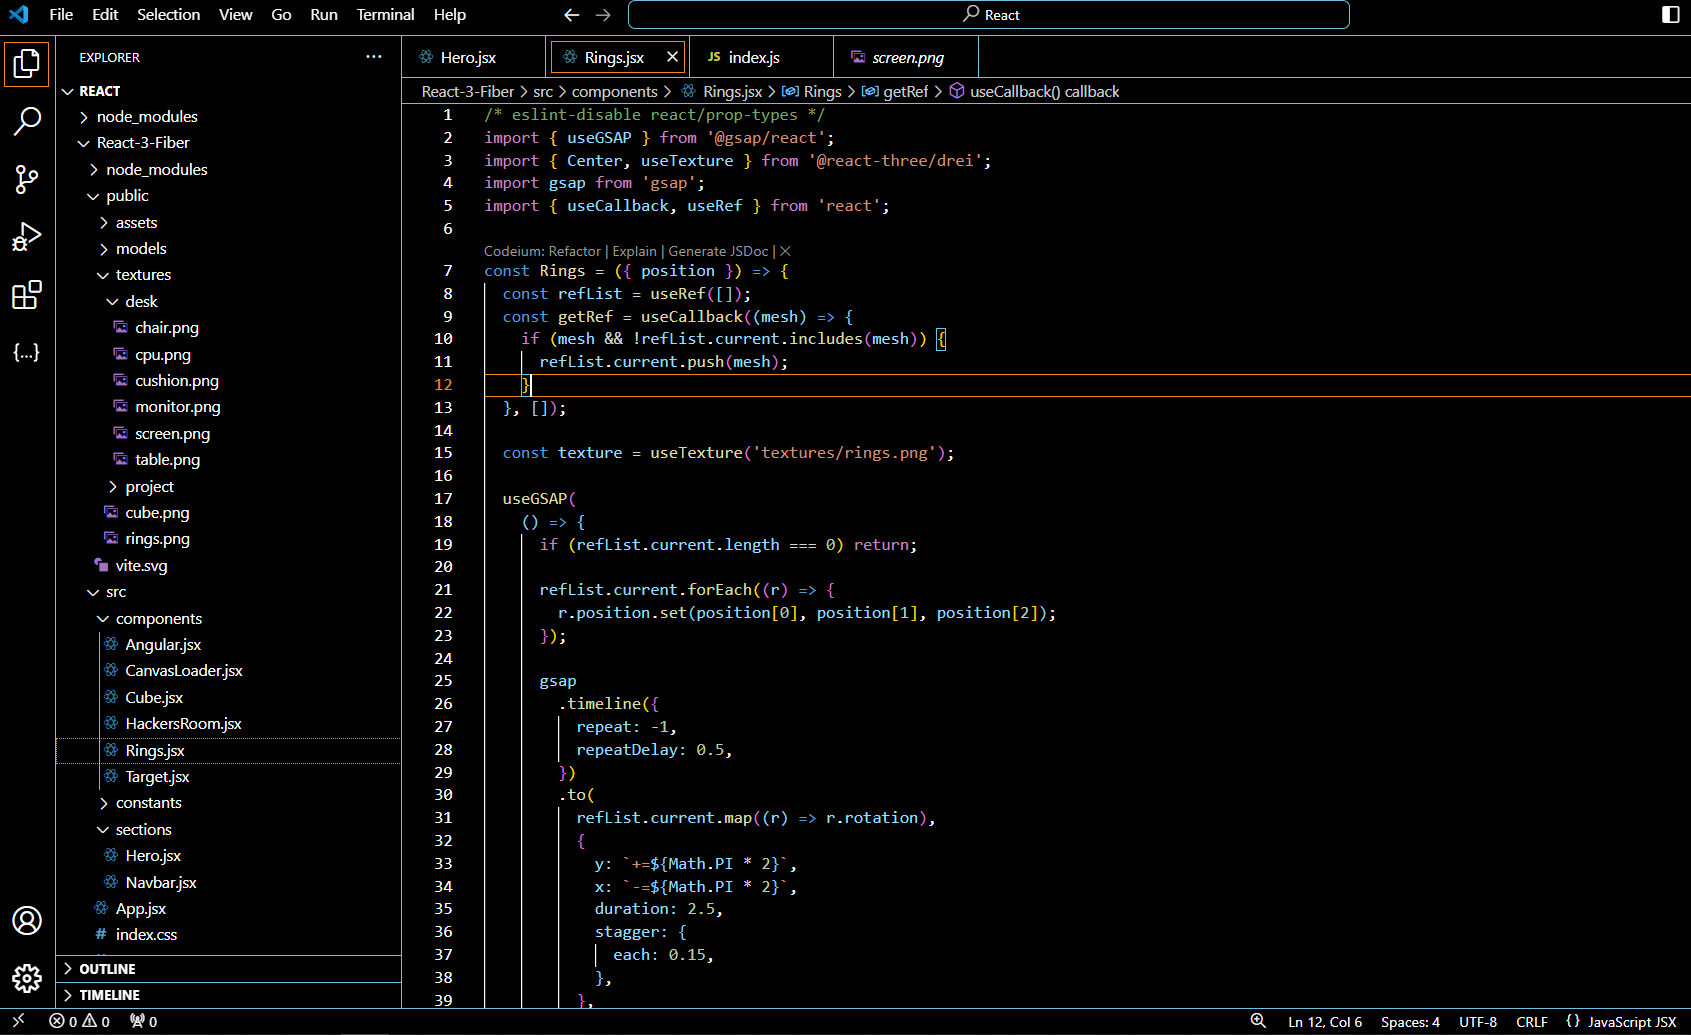 File Edit Selection View Go Run Terminal Help
React
EXPLORER ...
REACT
node_modules
React-3-Fiber
node_modules
public
assets
models
textures
desk
chair.png
cpu.png
cushion.png
monitor.png
screen.png
table.png
project
cube.png
rings.png
vite.svg
src
components
Angular.jsx
CanvasLoader.jsx
Cube.jsx
HackersRoom.jsx
Rings.jsx
Target.jsx
constants
sections
Hero.jsx
Navbar.jsx
App.jsx
# index.css
OUTLINE
TIMELINE
Hero.jsx Rings.jsx JS index.js screen.png
React-3-Fiber > src > components > Rings.jsx > Rings > getRef > useCallback() callback
1 /* eslint-disable react/prop-types */
2 import { useGSAP } from '@gsap/react';
3 import { Center, useTexture } from '@react-three/drei';
4 import gsap from 'gsap';
5 import { useCallback, useRef } from 'react';
6
Codeium: Refactor | Explain | Generate JSDoc | ×
7 const Rings = ({ position }) => {
8 const refList = useRef([]);
9 const getRef = useCallback((mesh) => {
10 if (mesh && !refList.current.includes(mesh)) {
11 refList.current.push(mesh);
12 }
13 }, []);
14
15 const texture = useTexture('textures/rings.png');
16
17 useGSAP(
18 () => {
19 if (refList.current.length === 0) return;
20
21 refList.current.forEach((r) => {
22 r.position.set(position[0], position[1], position[2]);
23 });
24
25 gsap
26 .timeline({
27 repeat: -1,
28 repeatDelay: 0.5,
29 })
30 .to(
31 refList.current.map((r) => r.rotation),
32 {
33 y: `+=${Math.PI * 2}`,
34 x: `-=${Math.PI * 2}`,
35 duration: 2.5,
36 stagger: {
37 each: 0.15,
38 },
39 },
0 0 0 Ln 12, Col 6 Spaces: 4 UTF-8 CRLF {} JavaScript JSX